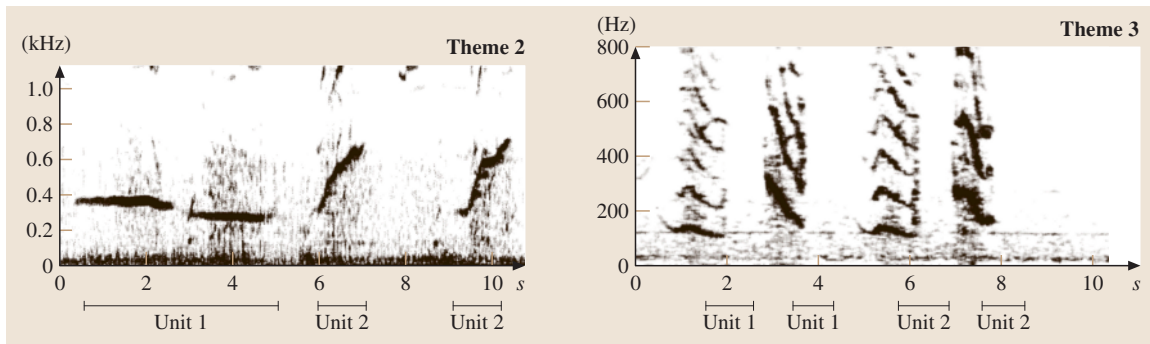 (kHz)
Theme 2
1.0
0.8
0.6
0.4
0.2
0
0 2 4 6 8 10 s
Unit 1 Unit 2 Unit 2
(Hz)
Theme 3
800
600
400
200
0
0 2 4 6 8 10 s
Unit 1 Unit 1 Unit 2 Unit 2